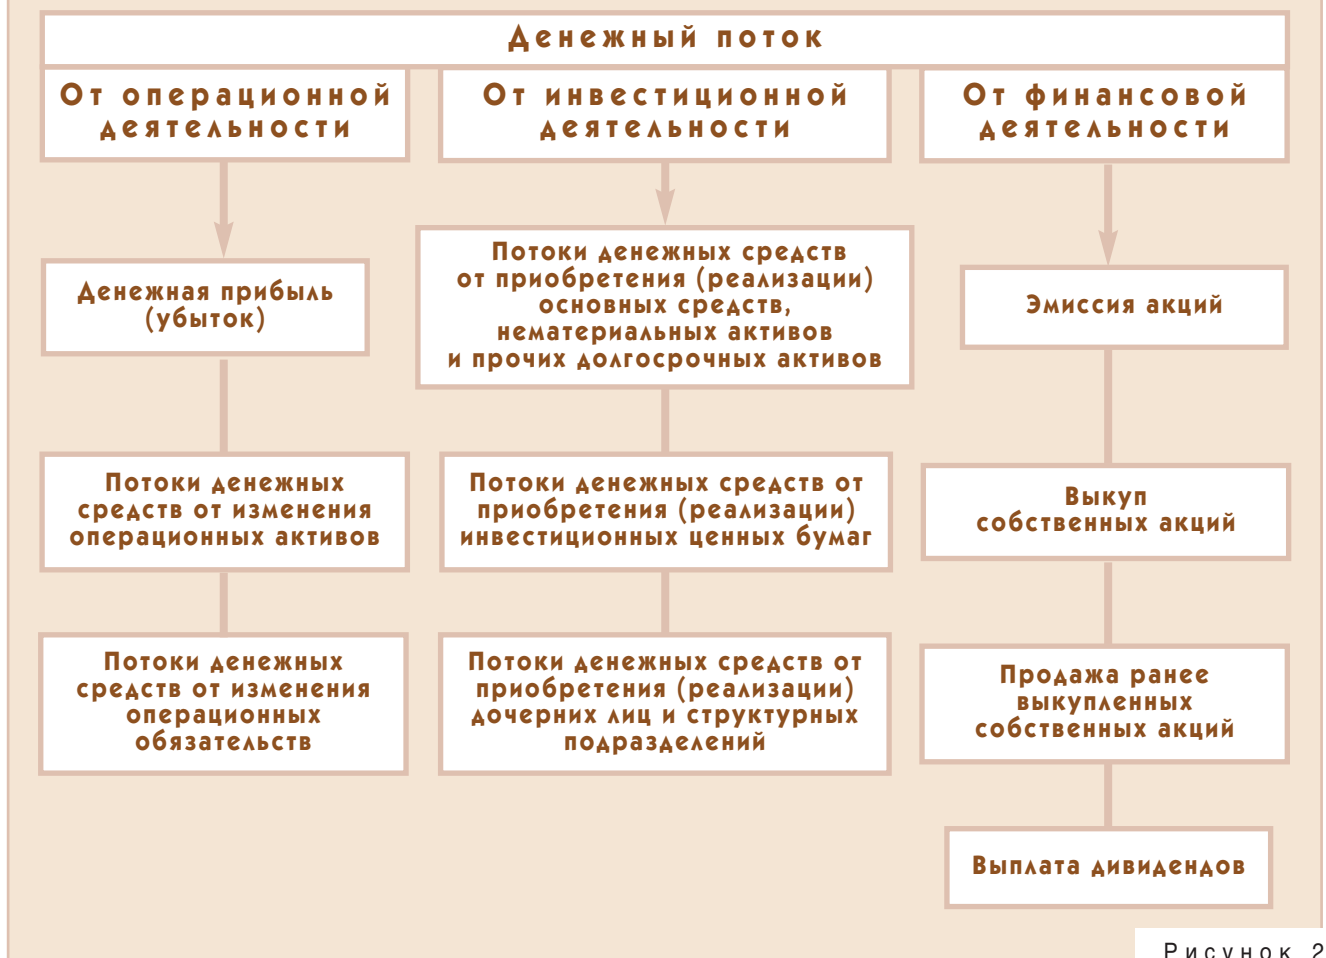 Денежный поток
От операционной
деятельности
От инвестиционной
деятельности
От финансовой
деятельности
Денежная прибыль
(убыток)
Потоки денежных
средств от изменения
операционных активов
Потоки денежных
средств от изменения
операционных
обязательств
Потоки денежных средств
от приобретения (реализации)
основных средств,
нематериальных активов
и прочих долгосрочных активов
Потоки денежных средств от
приобретения (реализации)
инвестиционных ценных бумаг
Потоки денежных средств от
приобретения (реализации)
дочерних лиц и структурных
подразделений
Эмиссия акций
Выкуп
собственных акций
Продажа ранее
выкупленных
собственных акций
Выплата дивидендов
Рисунок 2